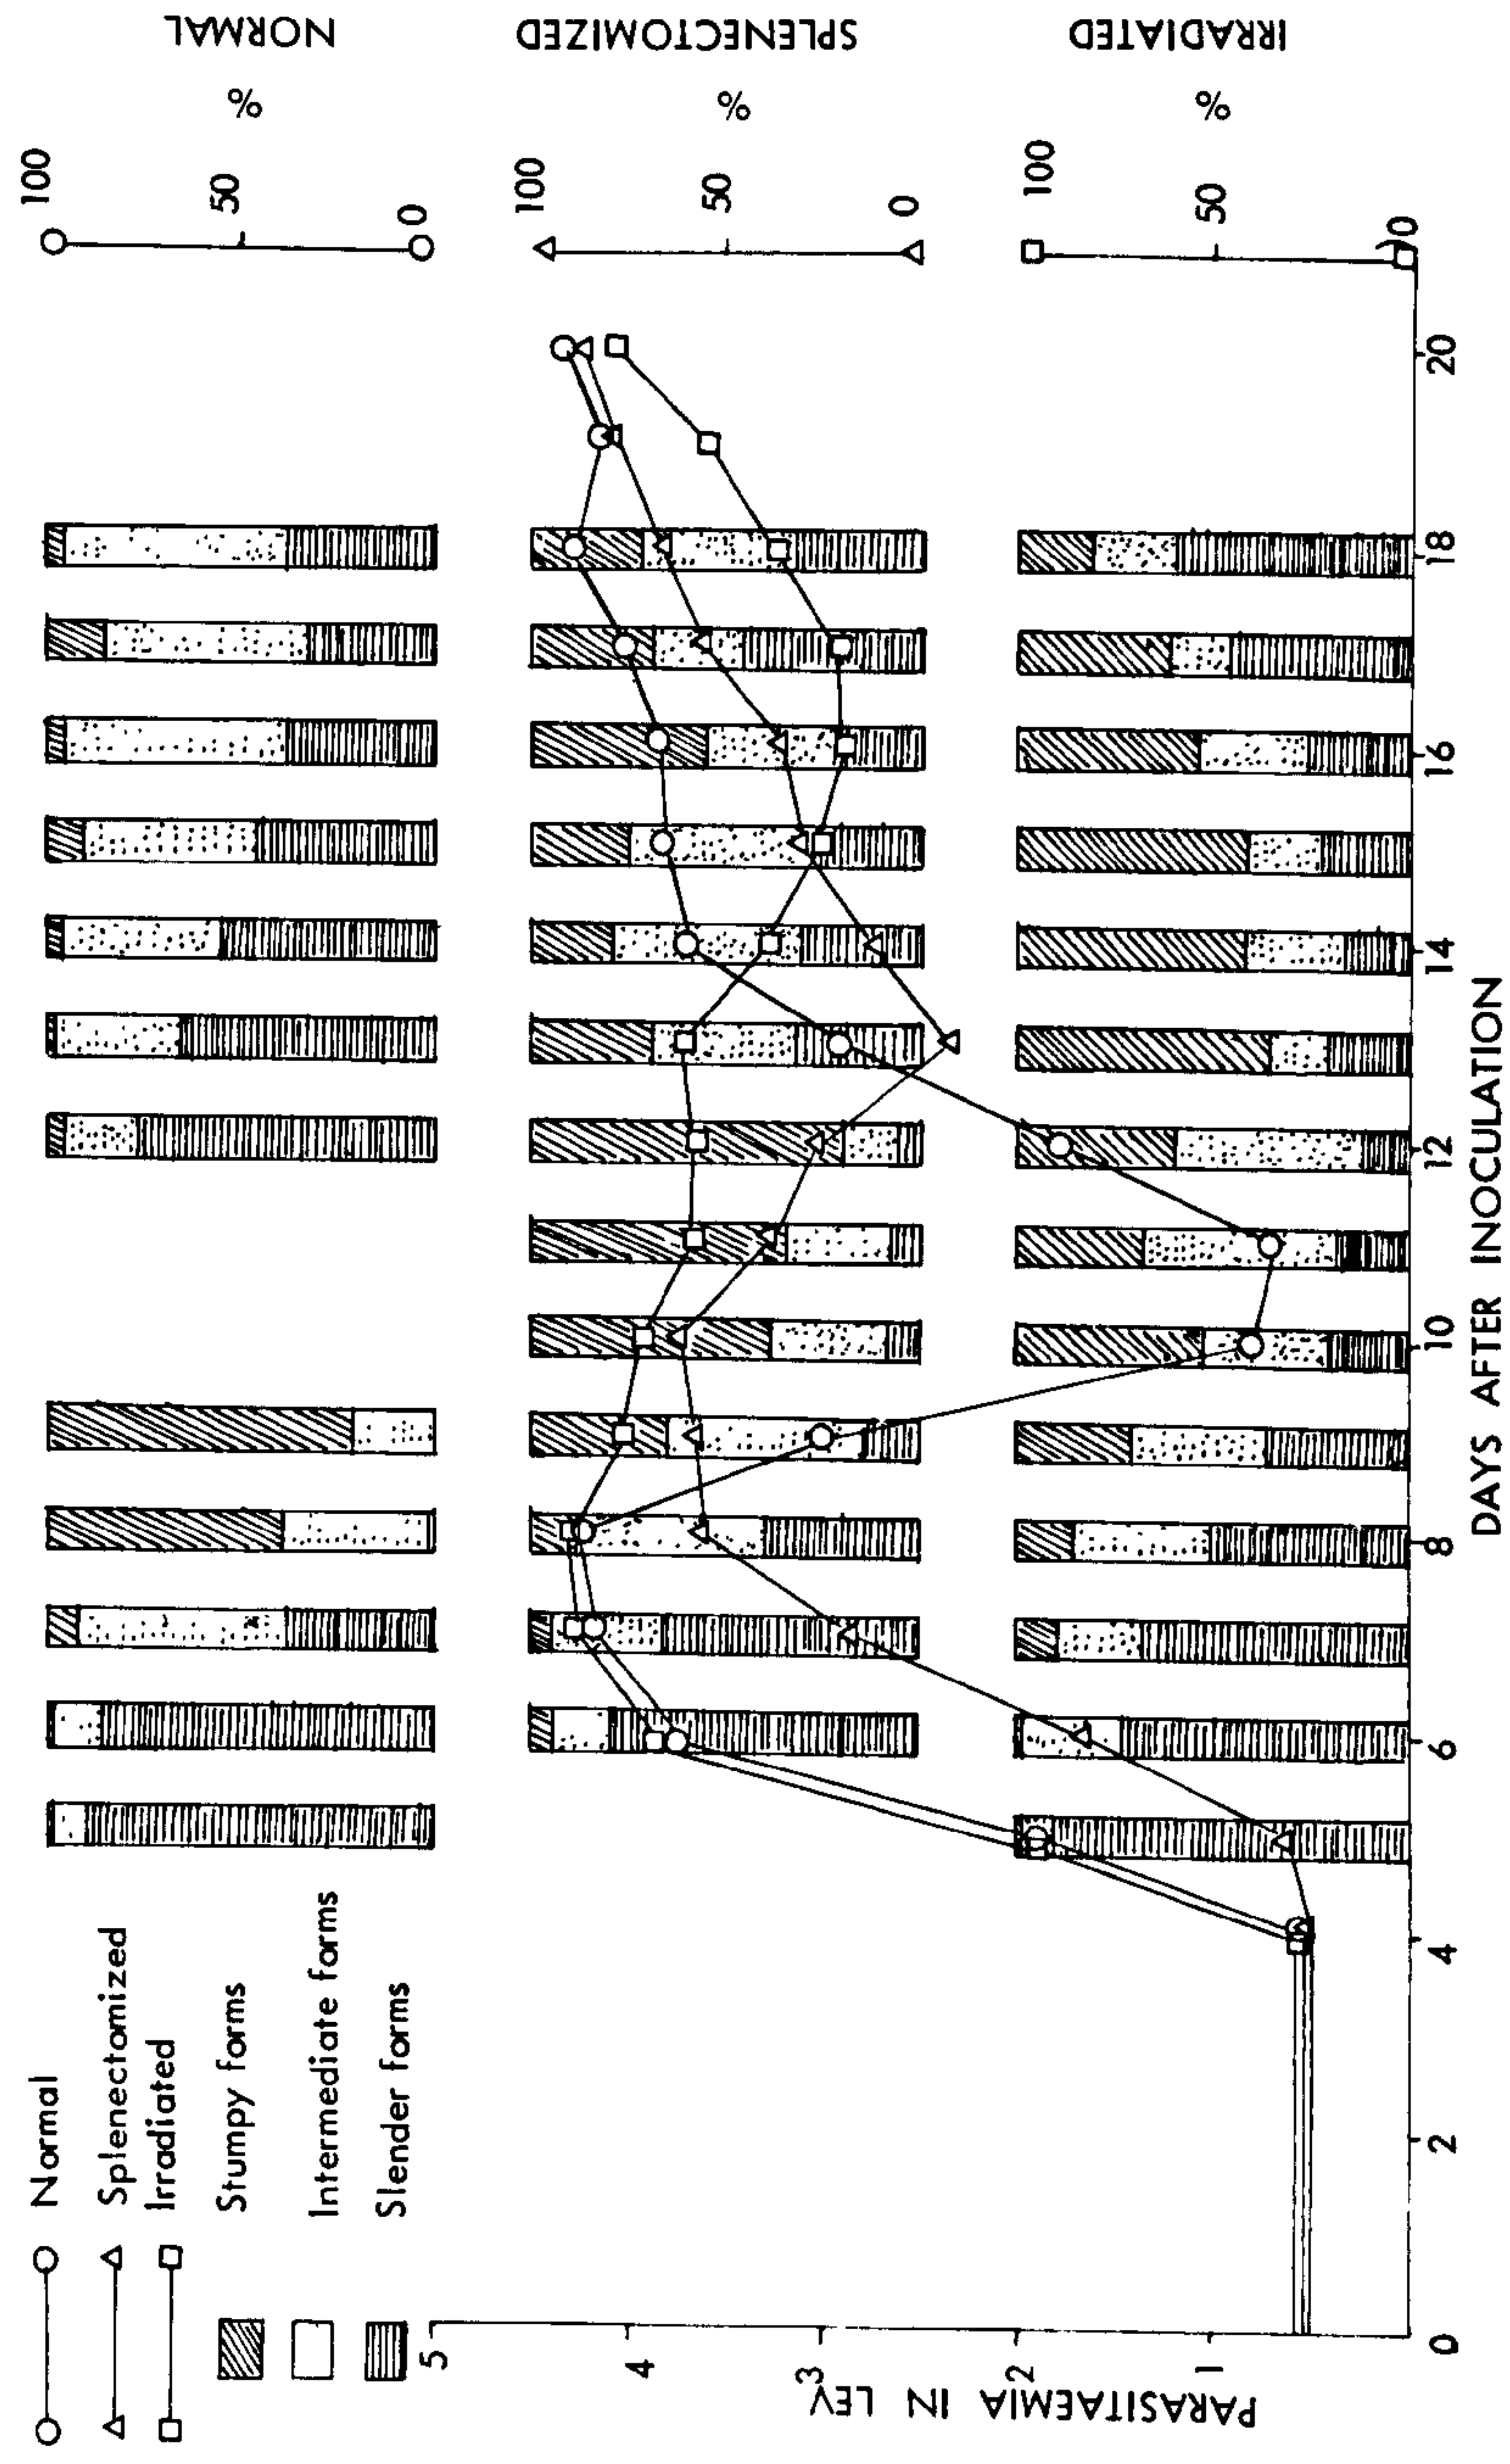 Normal
Splenectomized
Irradiated
Stumpy forms
Intermediate forms
Slender forms
NORMAL
%
100
50
0
SPLENECTOMIZED
%
100
50
0
IRRADIATED
%
100
50
0
PARASITAEMIA IN LEV
5
4
3
2
1
0
2
4
6
8
10
12
14
16
18
20
DAYS AFTER INOCULATION